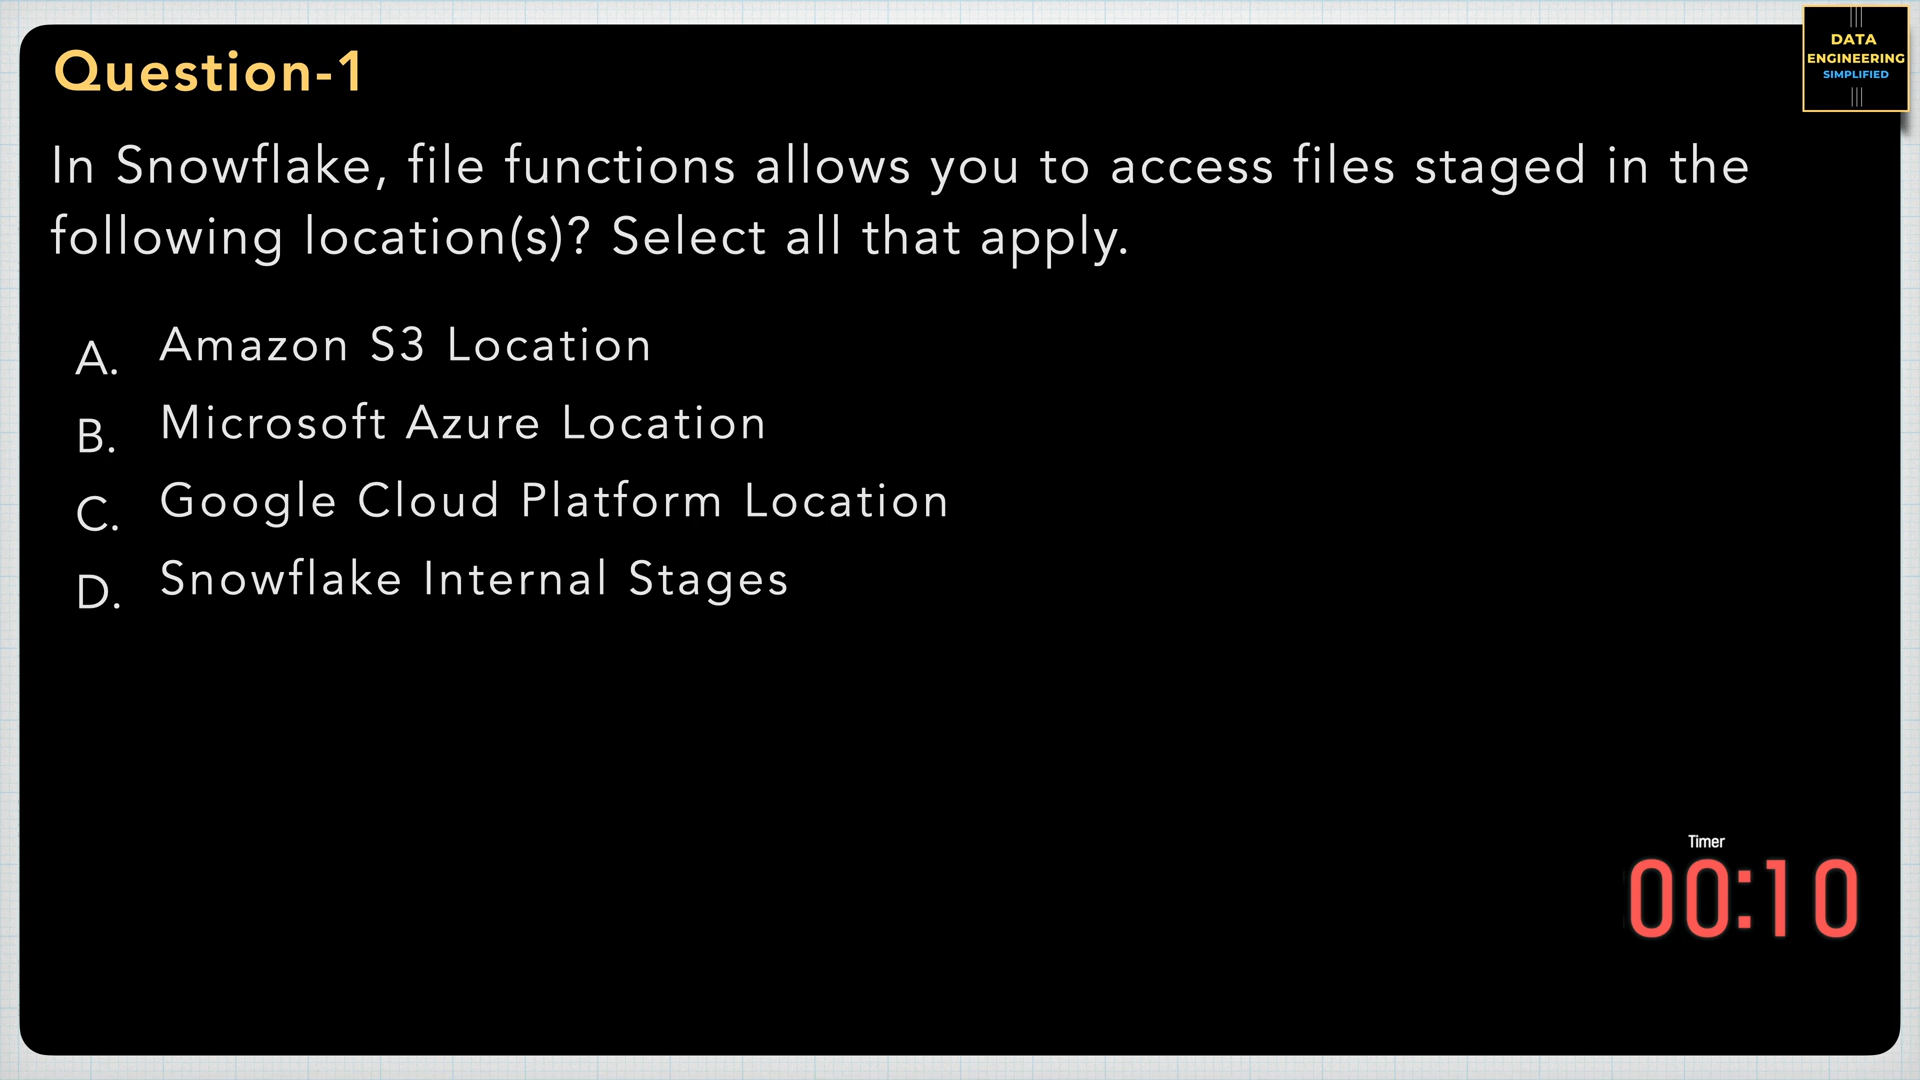 DATA
ENGINEERING
SIMPLIFIED
Question-1
In Snowflake, file functions allows you to access files staged in the
following location(s)? Select all that apply.
A. Amazon S3 Location
B. Microsoft Azure Location
C. Google Cloud Platform Location
D. Snowflake Internal Stages
Timer
00:10